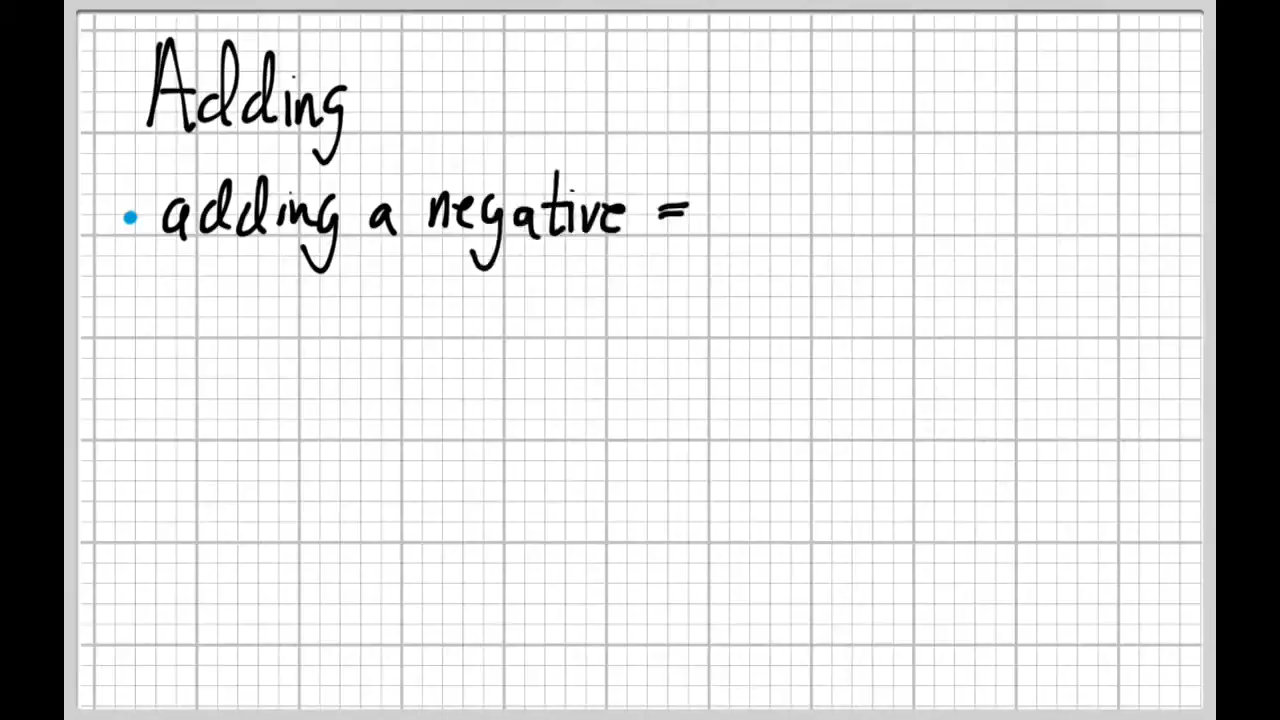 Adding
• adding a negative =